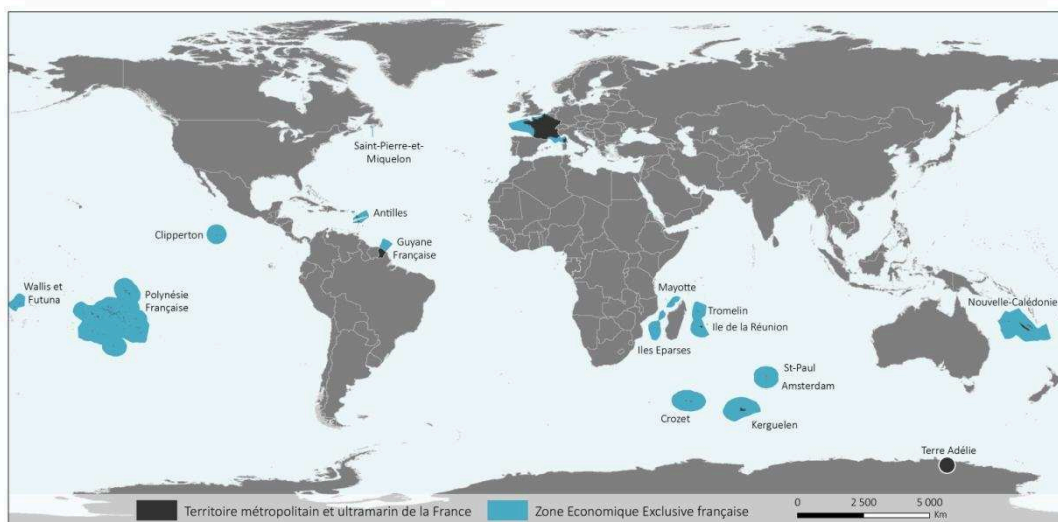 Saint-Pierre-et-
Miquelon
Antilles
Clipperton
Guyane
Française
Wallis et
Futuna
Polynésie
Française
Mayotte
Tromelin
Ile de la Réunion
Iles Eparses
Nouvelle-Calédonie
St-Paul
Amsterdam
Crozet
Kerguelen
Terre Adélie
Territoire métropolitain et ultramarin de la France
Zone Economique Exclusive française
0 2 500 5 000
Km